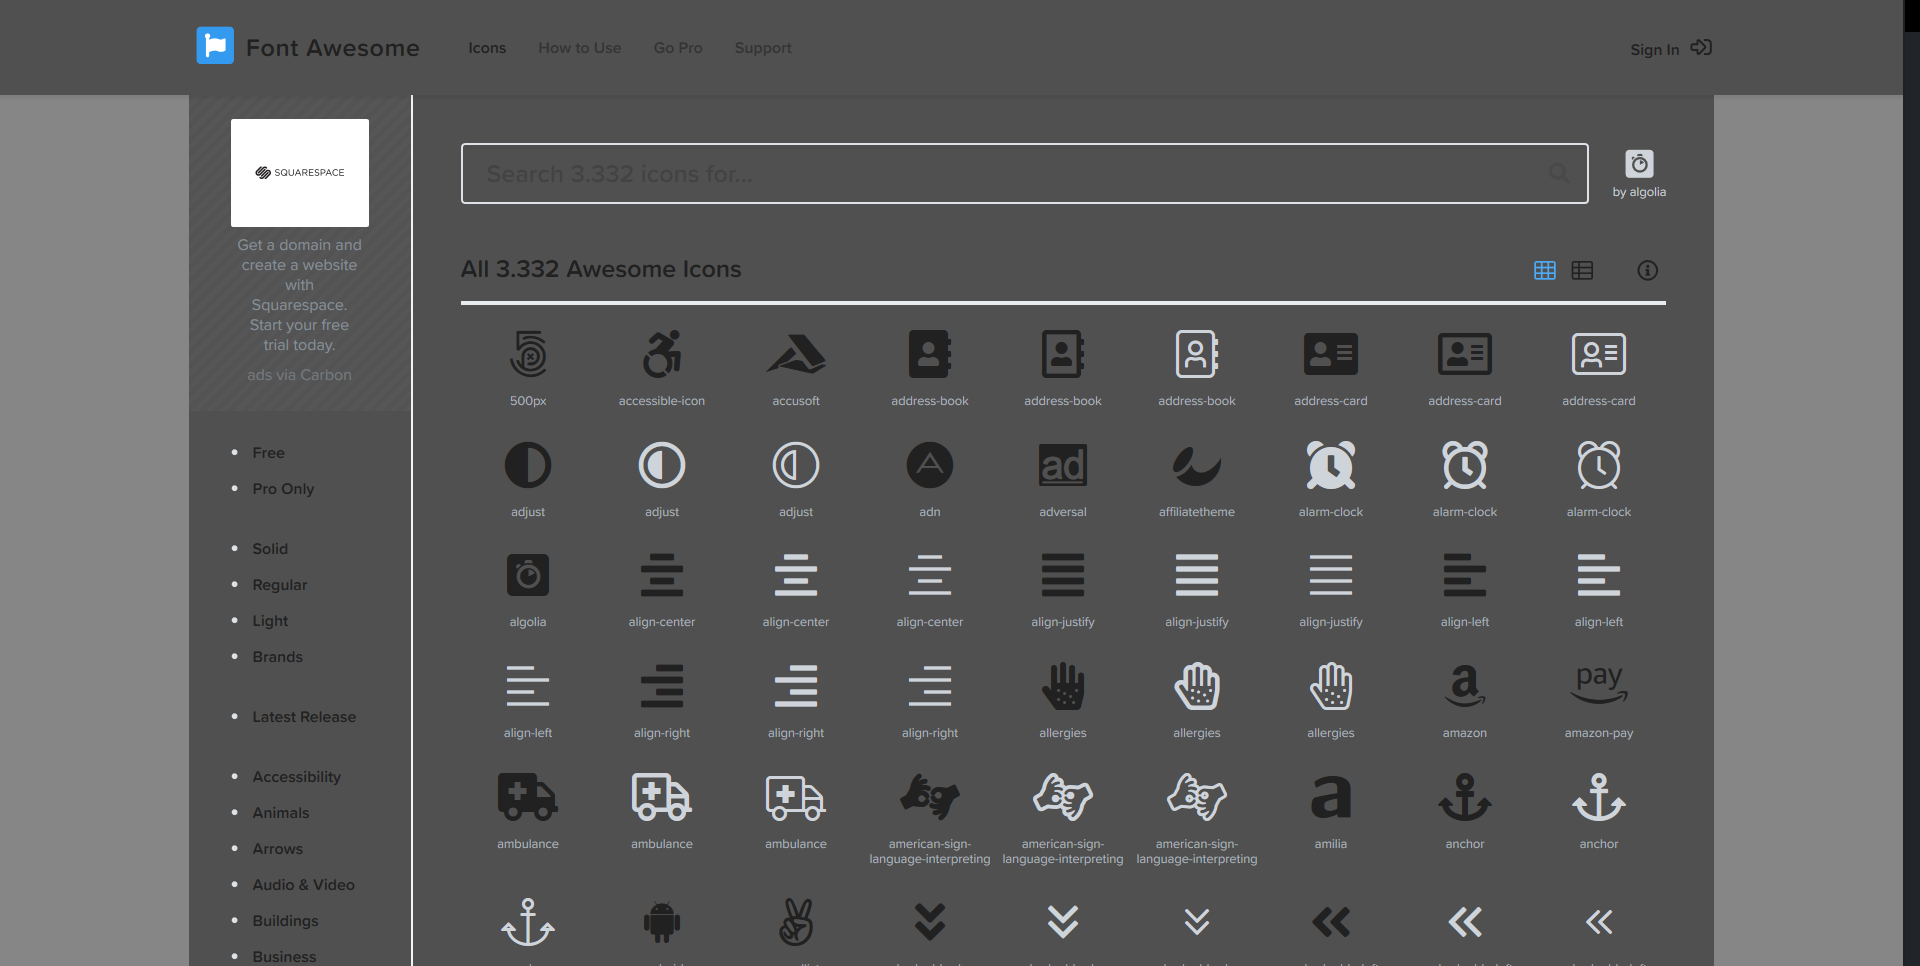 Font Awesome
Icons
How to Use
Go Pro
Support
Sign In
SQUARESPACE
Get a domain and
create a website
with
Squarespace.
Start your free
trial today.
ads via Carbon
Free
Pro Only
Solid
Regular
Light
Brands
Latest Release
Accessibility
Animals
Arrows
Audio & Video
Buildings
Business
Search 3.332 icons for...
by algolia
All 3.332 Awesome Icons
500px
accessible-icon
accusoft
address-book
address-book
address-book
address-card
address-card
address-card
adjust
adjust
adjust
adn
ad
adversal
affiliatetheme
alarm-clock
alarm-clock
alarm-clock
algolia
align-center
align-center
align-center
align-justify
align-justify
align-justify
align-left
align-left
align-left
align-right
align-right
align-right
allergies
allergies
allergies
a
amazon
pay
amazon-pay
ambulance
ambulance
ambulance
american-sign-
language-interpreting
american-sign-
language-interpreting
american-sign-
language-interpreting
a
amilia
anchor
anchor